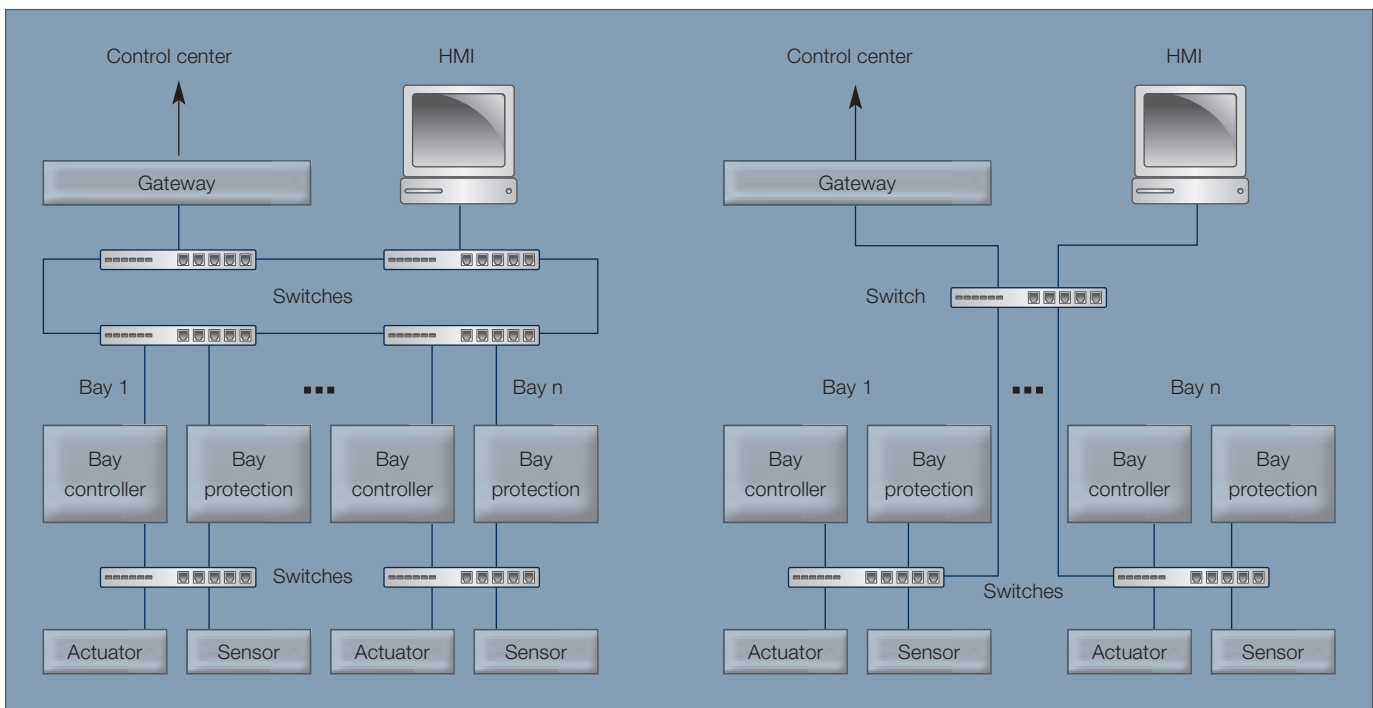 Control center
HMI
Gateway
Switches
Bay 1
...
Bay n
Bay
controller
Bay
protection
Bay
controller
Bay
protection
Switches
Actuator
Sensor
Actuator
Sensor
Control center
HMI
Gateway
Switch
Bay 1
...
Bay n
Bay
controller
Bay
protection
Bay
controller
Bay
protection
Switches
Actuator
Sensor
Actuator
Sensor